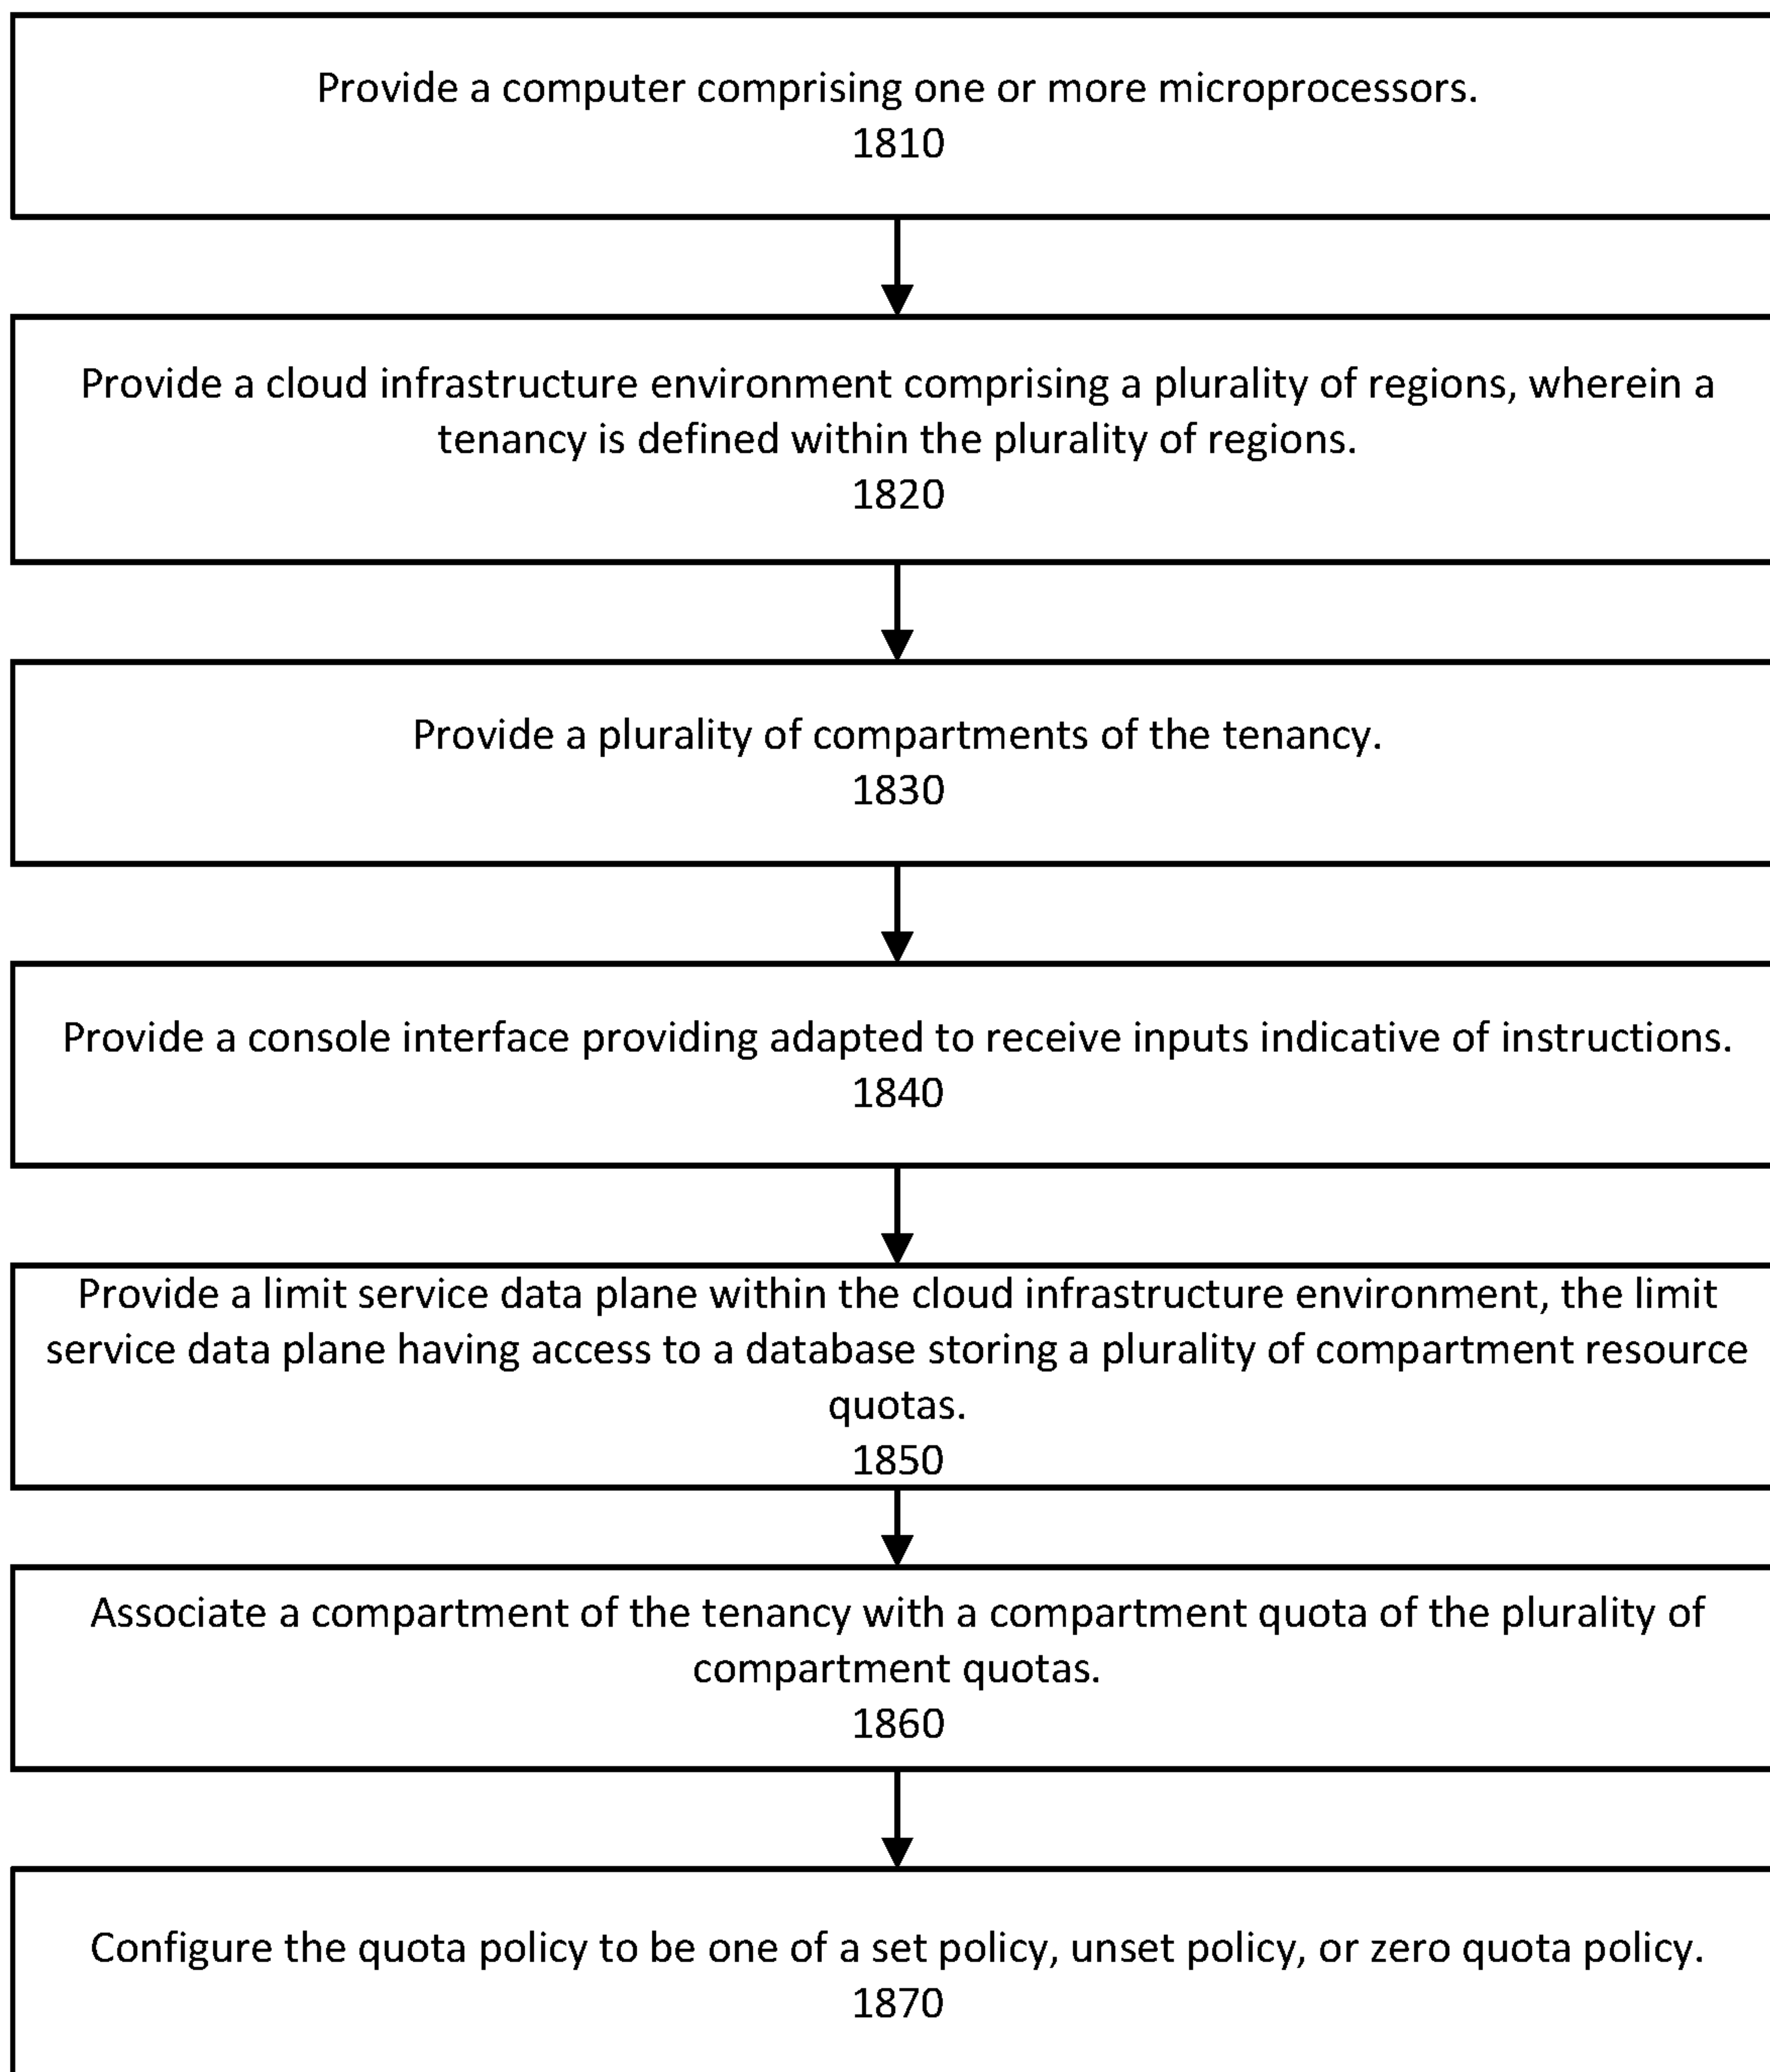 Provide a computer comprising one or more microprocessors.
1810
Provide a cloud infrastructure environment comprising a plurality of regions, wherein a
tenancy is defined within the plurality of regions.
1820
Provide a plurality of compartments of the tenancy.
1830
Provide a console interface providing adapted to receive inputs indicative of instructions.
1840
Provide a limit service data plane within the cloud infrastructure environment, the limit
service data plane having access to a database storing a plurality of compartment resource
quotas.
1850
Associate a compartment of the tenancy with a compartment quota of the plurality of
compartment quotas.
1860
Configure the quota policy to be one of a set policy, unset policy, or zero quota policy.
1870